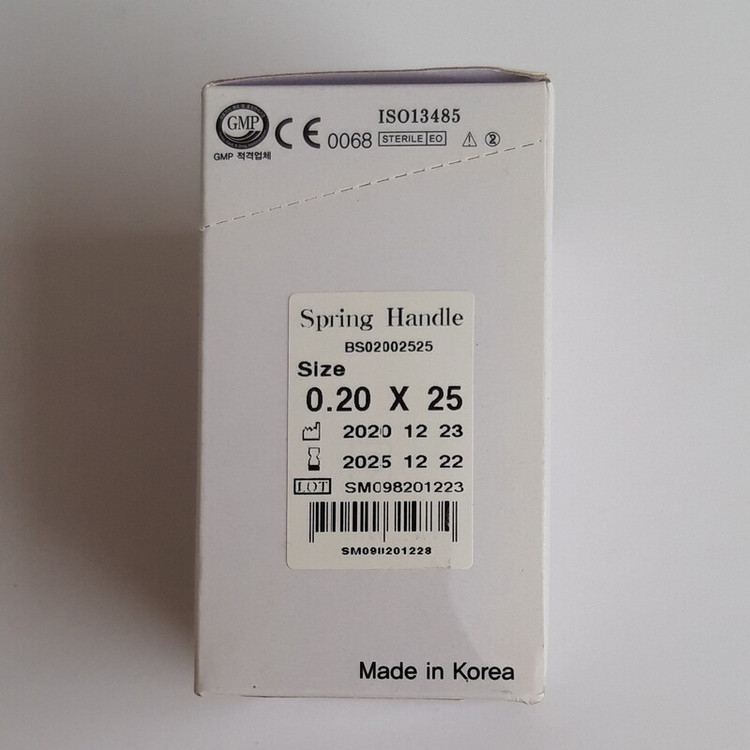 GMP
GMP 적격업체
CE 0068
ISO13485
STERILE EO
2
Spring Handle
BS02002525
Size
0.20 X 25
2020 12 23
2025 12 22
LOT SM098201223
Made in Korea